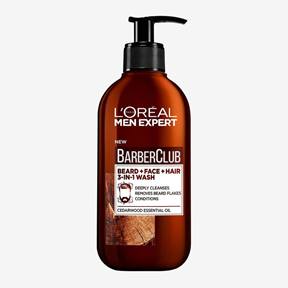 L'ORÉAL
MEN EXPERT
NEW
BARBERCLUB
BEARD + FACE + HAIR
3-IN-1 WASH
DEEPLY CLEANSES
REMOVES BEARD FLAKES
CONDITIONS
CEDARWOOD ESSENTIAL OIL